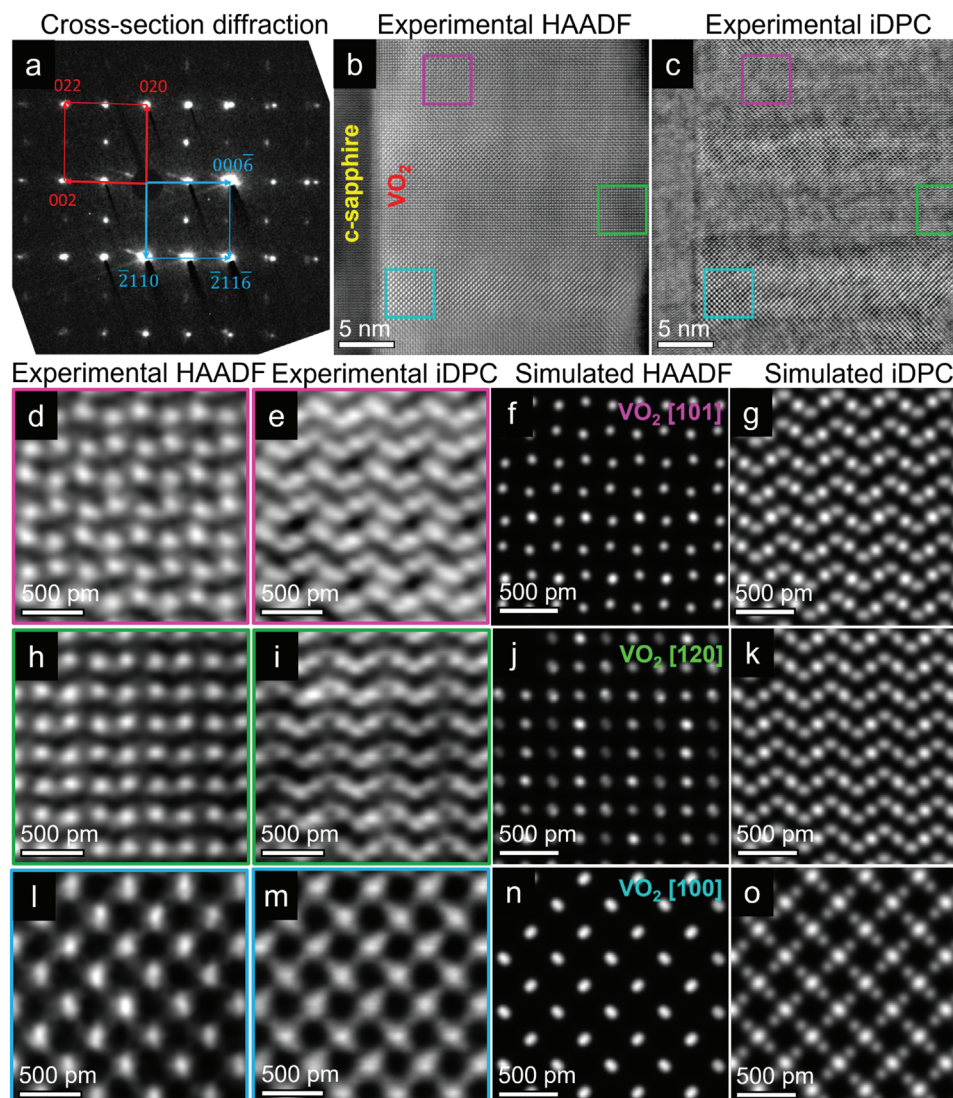 Cross-section diffraction
Experimental HAADF
Experimental iDPC
a
022
020
0006̅
002
2̅110
2̅116̅
b
c-sapphire
VO₂
5 nm
c
5 nm
Experimental HAADF
Experimental iDPC
Simulated HAADF
Simulated iDPC
d
500 pm
e
500 pm
f
VO₂ [101]
500 pm
g
500 pm
h
500 pm
i
500 pm
j
VO₂ [120]
500 pm
k
500 pm
l
500 pm
m
500 pm
n
VO₂ [100]
500 pm
o
500 pm